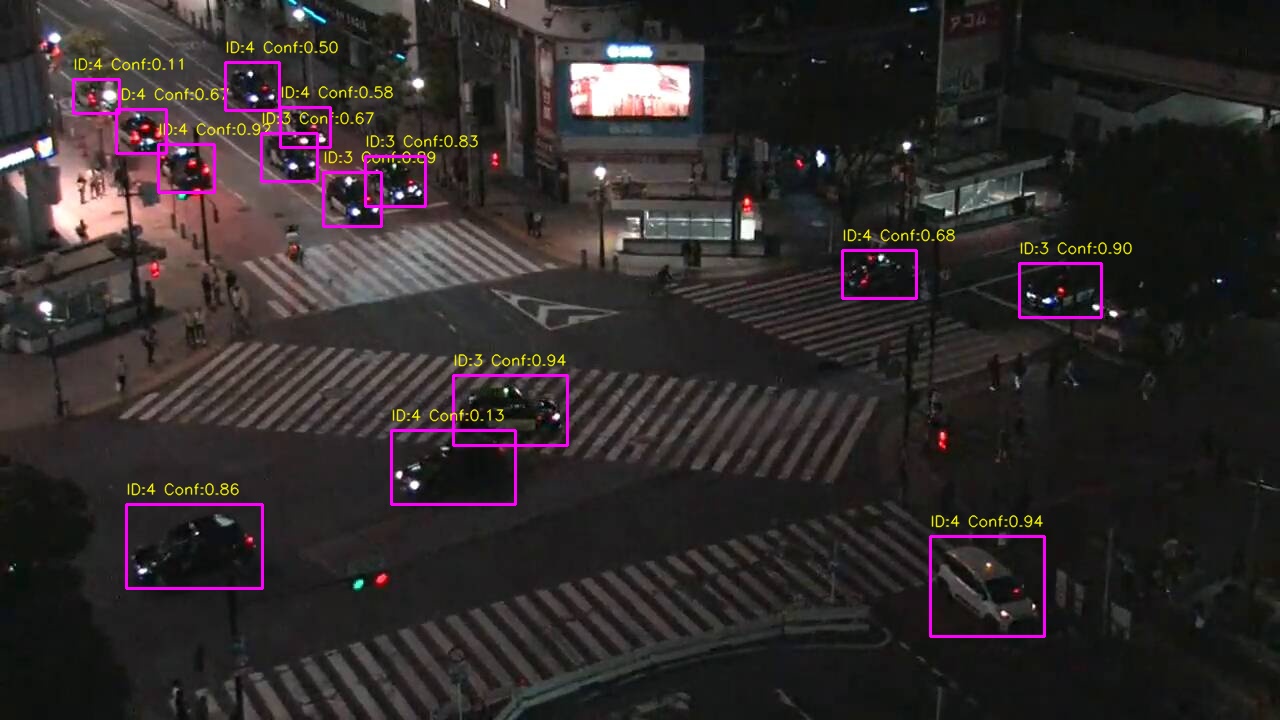 ID:4 Conf:0.50
ID:4 Conf:0.11
ID:4 Conf:0.58
ID:4 Conf:0.67
ID:3 Conf:0.67
ID:4 Conf:0.92
ID:3 Conf:0.83
ID:3 Conf:0.89
ID:4 Conf:0.68
ID:3 Conf:0.90
ID:3 Conf:0.94
ID:4 Conf:0.13
ID:4 Conf:0.86
ID:4 Conf:0.94
アコム